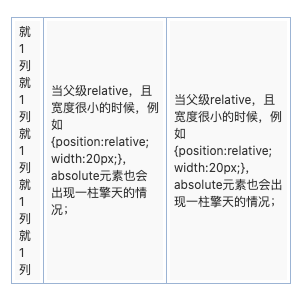 就
1
列
就
1
列
就
1
列
就
1
列
就
1
列
当父级relative，且
宽度很小的时候，例
如
{position:relative;
width:20px;}，
absolute元素也会
出现一柱擎天的情
况；
当父级relative，且
宽度很小的时候，例
如
{position:relative;
width:20px;}，
absolute元素也会
出现一柱擎天的情
况；